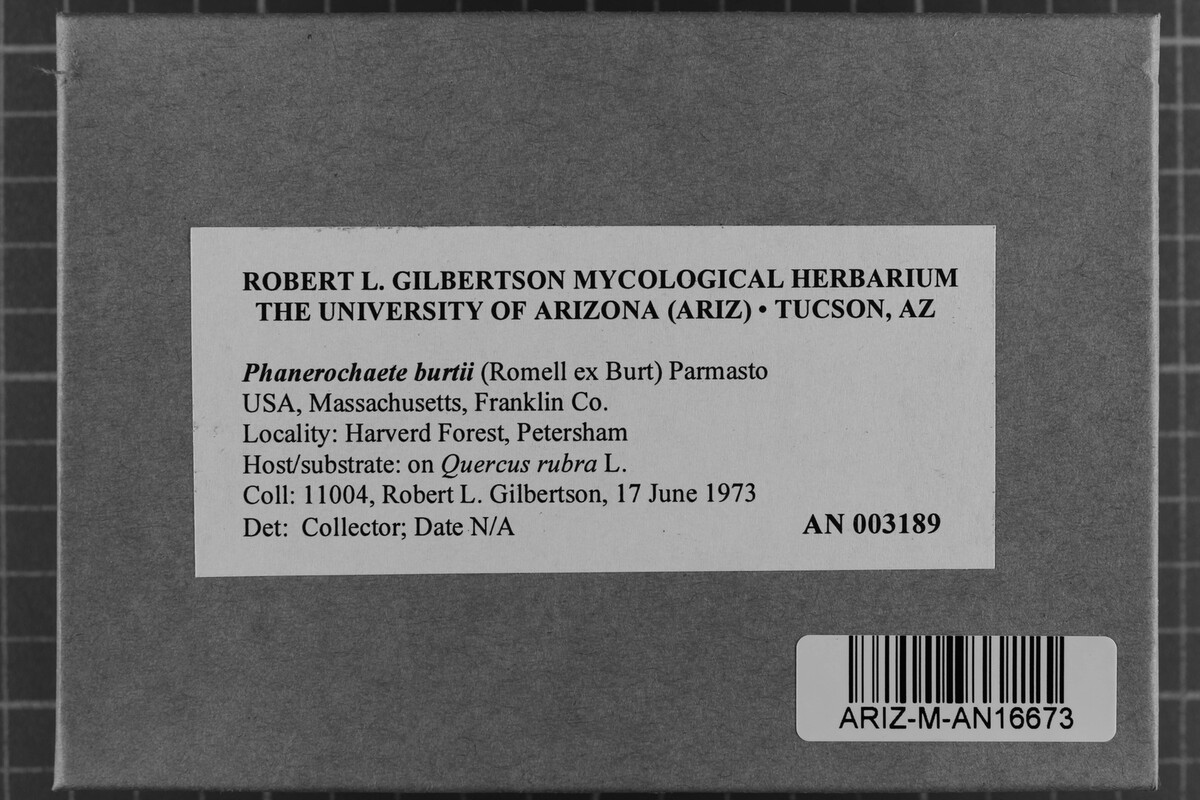 ROBERT L. GILBERTSON MYCOLOGICAL HERBARIUM
THE UNIVERSITY OF ARIZONA (ARIZ) • TUCSON, AZ
Phanerochaete burtii (Romell ex Burt) Parmasto
USA, Massachusetts, Franklin Co.
Locality: Harverd Forest, Petersham
Host/substrate: on Quercus rubra L.
Coll: 11004, Robert L. Gilbertson, 17 June 1973
Det: Collector; Date N/A
AN 003189
ARIZ-M-AN16673